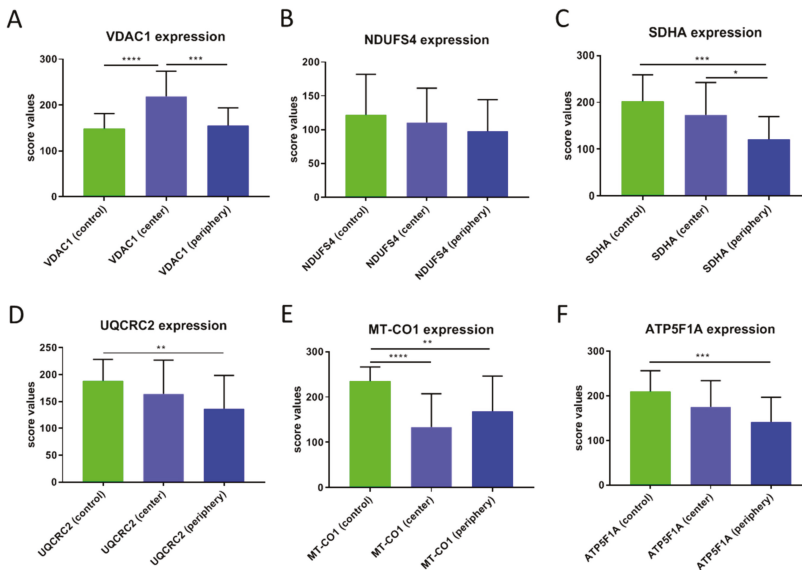 A
VDAC1 expression
score values
300
200
100
0
****
***
VDAC1 (control)
VDAC1 (center)
VDAC1 (periphery)
B
NDUFS4 expression
score values
200
150
100
50
0
NDUFS4 (control)
NDUFS4 (center)
NDUFS4 (periphery)
C
SDHA expression
score values
300
200
100
0
***
*
SDHA (control)
SDHA (center)
SDHA (periphery)
D
UQCRC2 expression
score values
250
200
150
100
50
0
**
UQCRC2 (control)
UQCRC2 (center)
UQCRC2 (periphery)
E
MT-CO1 expression
score values
300
200
100
0
**
****
MT-CO1 (control)
MT-CO1 (center)
MT-CO1 (periphery)
F
ATP5F1A expression
score values
300
200
100
0
***
ATP5F1A (control)
ATP5F1A (center)
ATP5F1A (periphery)